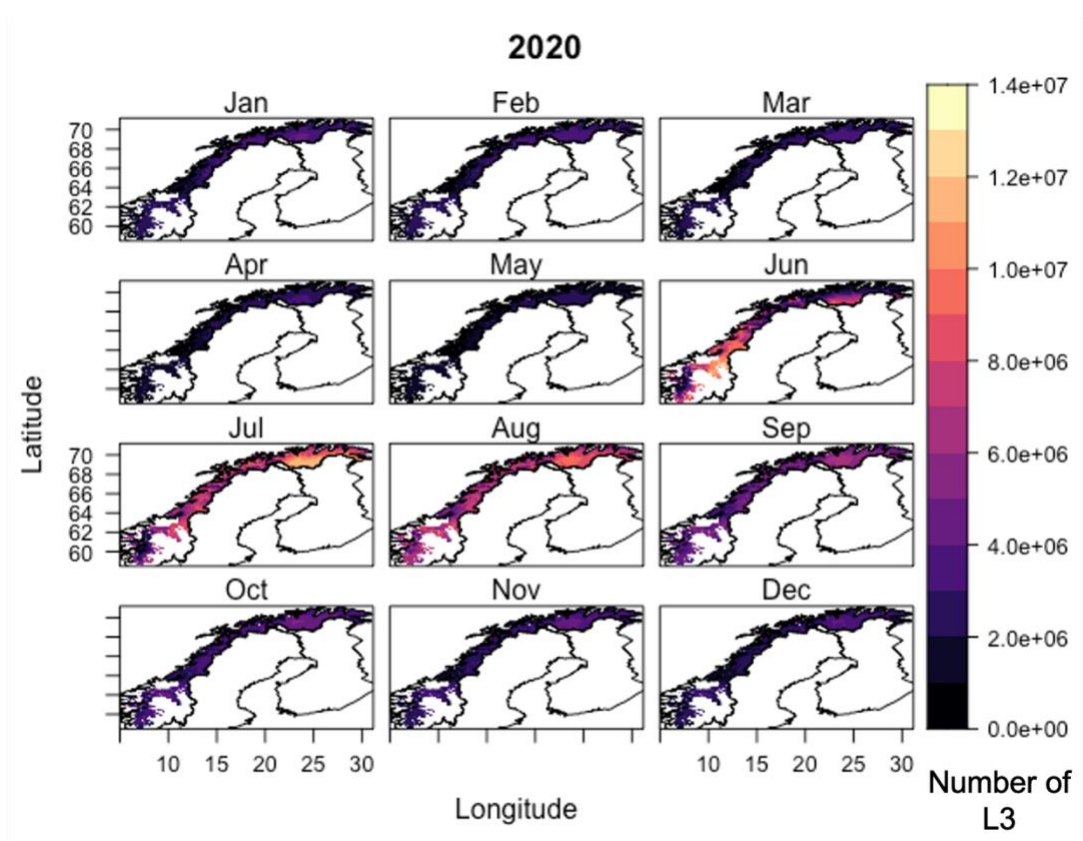 2020
Jan Feb Mar
70
68
66
64
62
60
Apr May Jun
Jul Aug Sep
70
68
66
64
62
60
Oct Nov Dec
10 15 20 25 30 10 15 20 25 30
Latitude
Longitude
1.4e+07
1.2e+07
1.0e+07
8.0e+06
6.0e+06
4.0e+06
2.0e+06
0.0e+00
Number of
L3